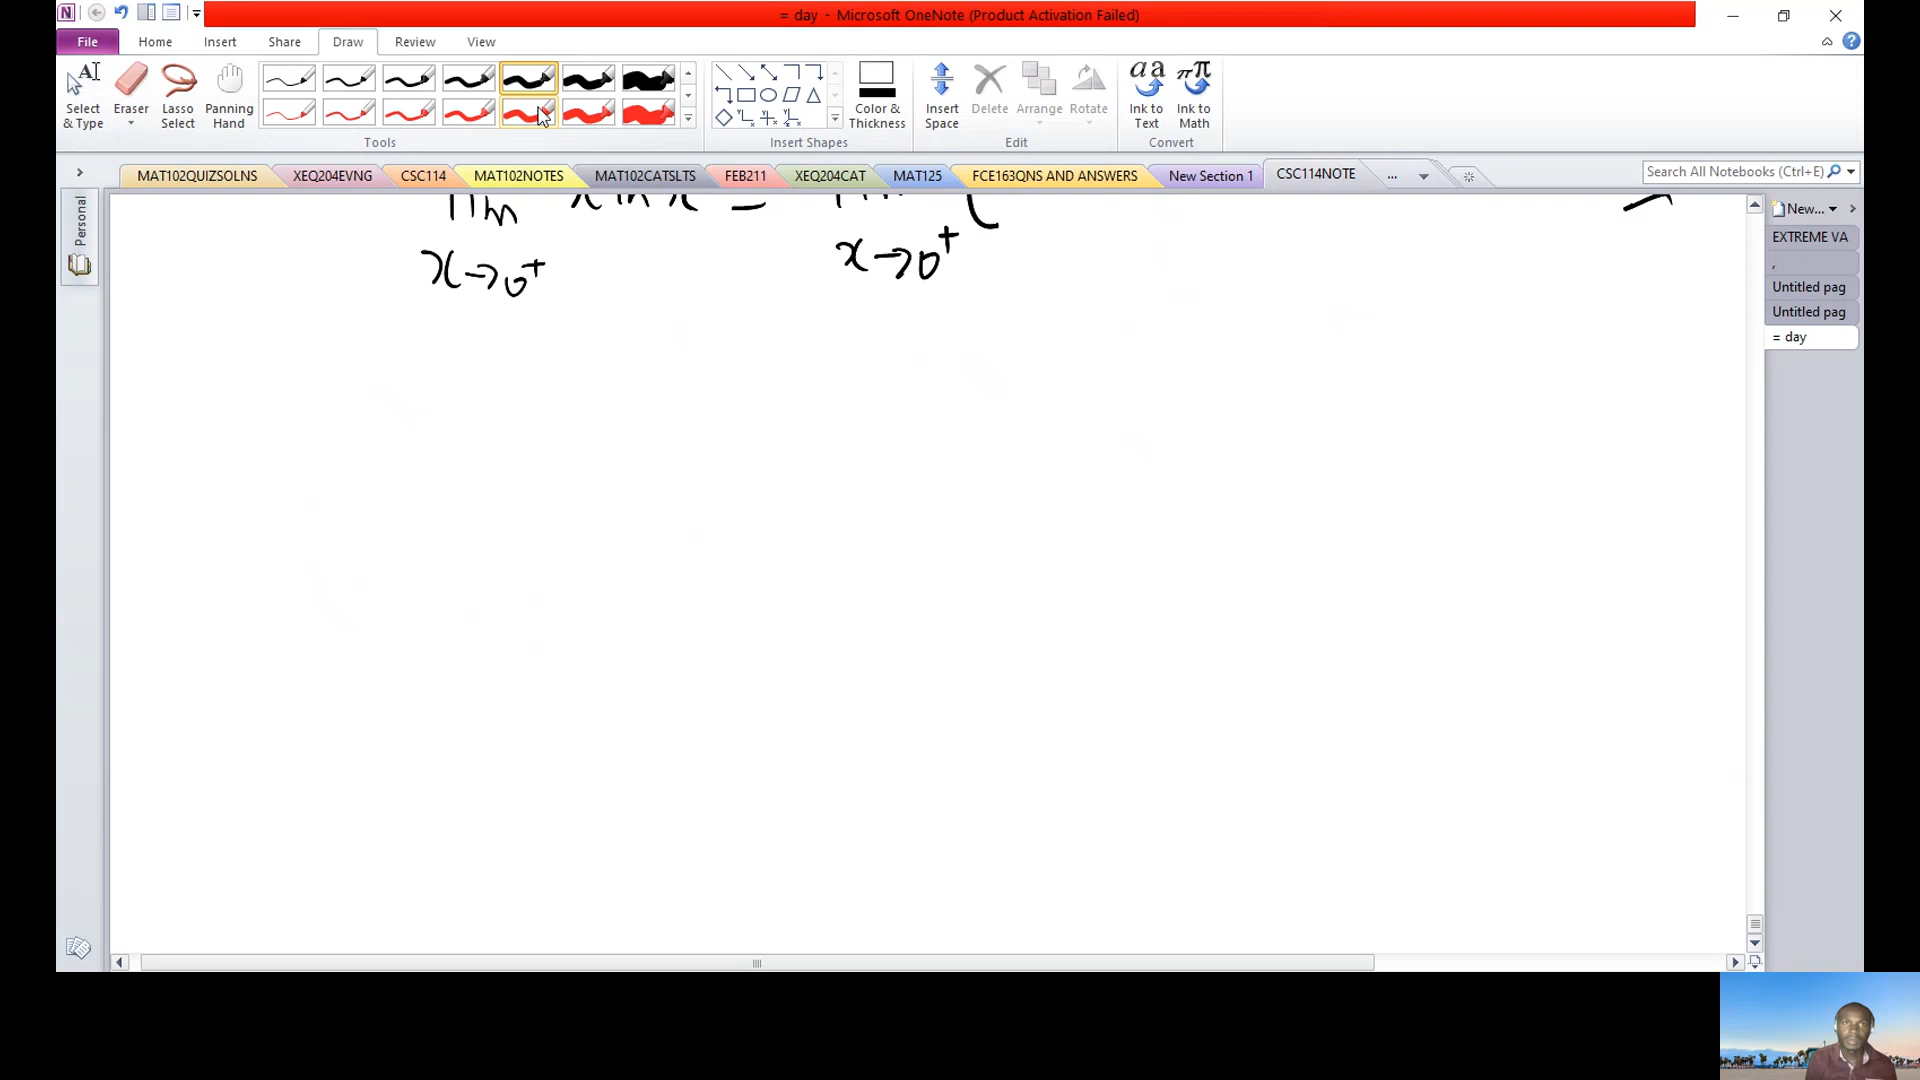 = day - Microsoft OneNote (Product Activation Failed)
File Home Insert Share Draw Review View
Select & Type
Eraser
Lasso Select
Panning Hand
Color & Thickness
Insert Space
Delete
Arrange
Rotate
Ink to Text
Ink to Math
Tools
Insert Shapes
Edit
Convert
MAT102QUIZSOLNS XEQ204EVNG CSC114 MAT102NOTES MAT102CATSLTS FEB211 XEQ204CAT MAT125 FCE163QNS AND ANSWERS New Section 1 CSC114NOTE ...
Search All Notebooks (Ctrl+E)
Personal
New...
EXTREME VA
,
Untitled pag
Untitled pag
= day
lim x ln x =
x→0⁺ x→0⁺